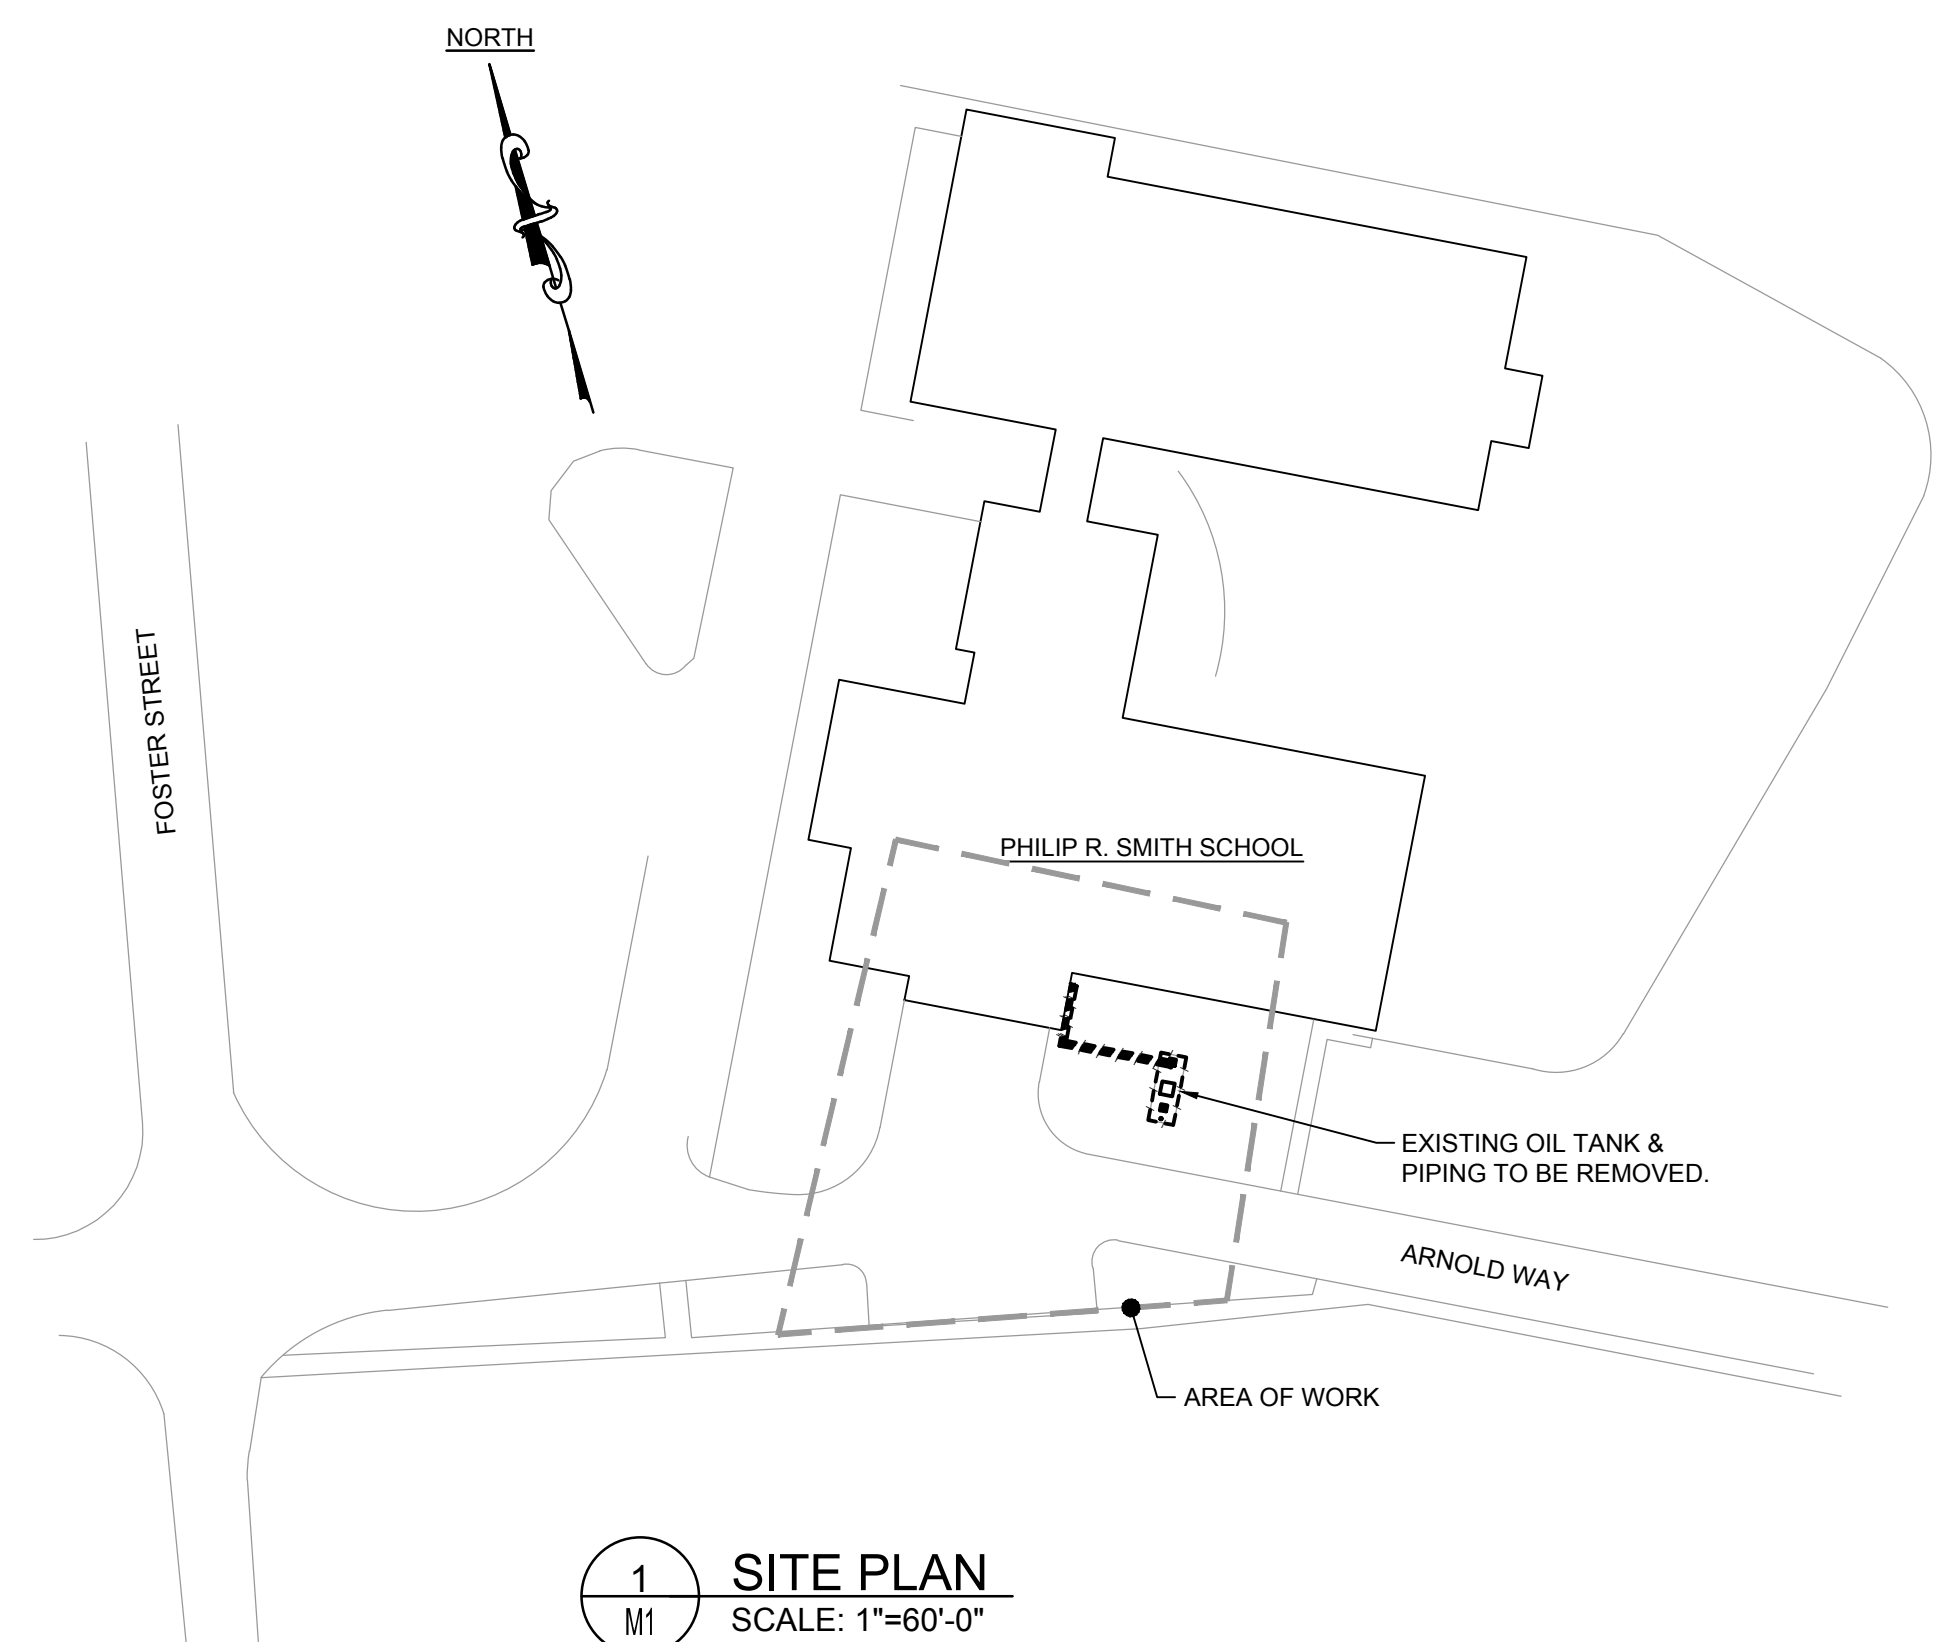 NORTH
FOSTER STREET
PHILIP R. SMITH SCHOOL
EXISTING OIL TANK &
PIPING TO BE REMOVED.
ARNOLD WAY
AREA OF WORK
1
M1
SITE PLAN
SCALE: 1"=60'-0"